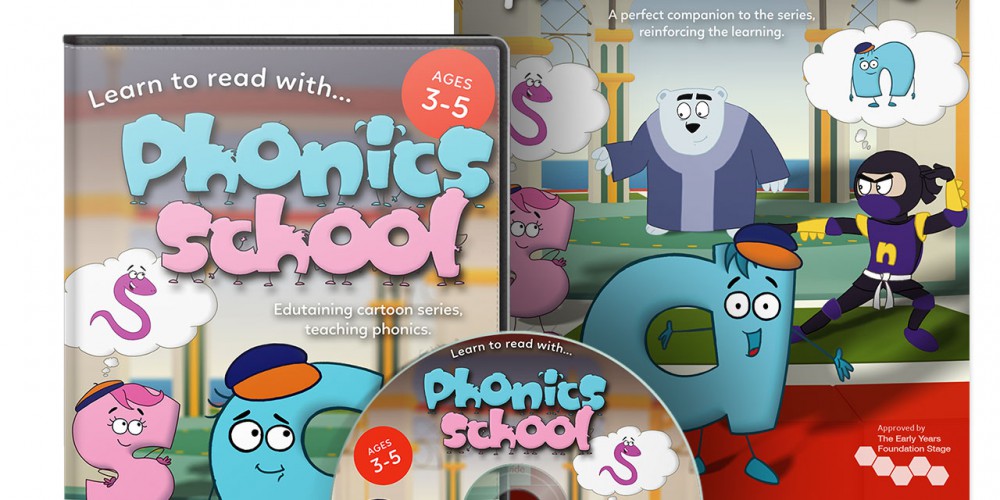 Learn to read with...
AGES
3-5
Phonics
School
Edutaining cartoon series,
teaching phonics.
A perfect companion to the series,
reinforcing the learning.
n
Approved by
The Early Years
Foundation Stage
Learn to read with...
Phonics
School
AGES
3-5